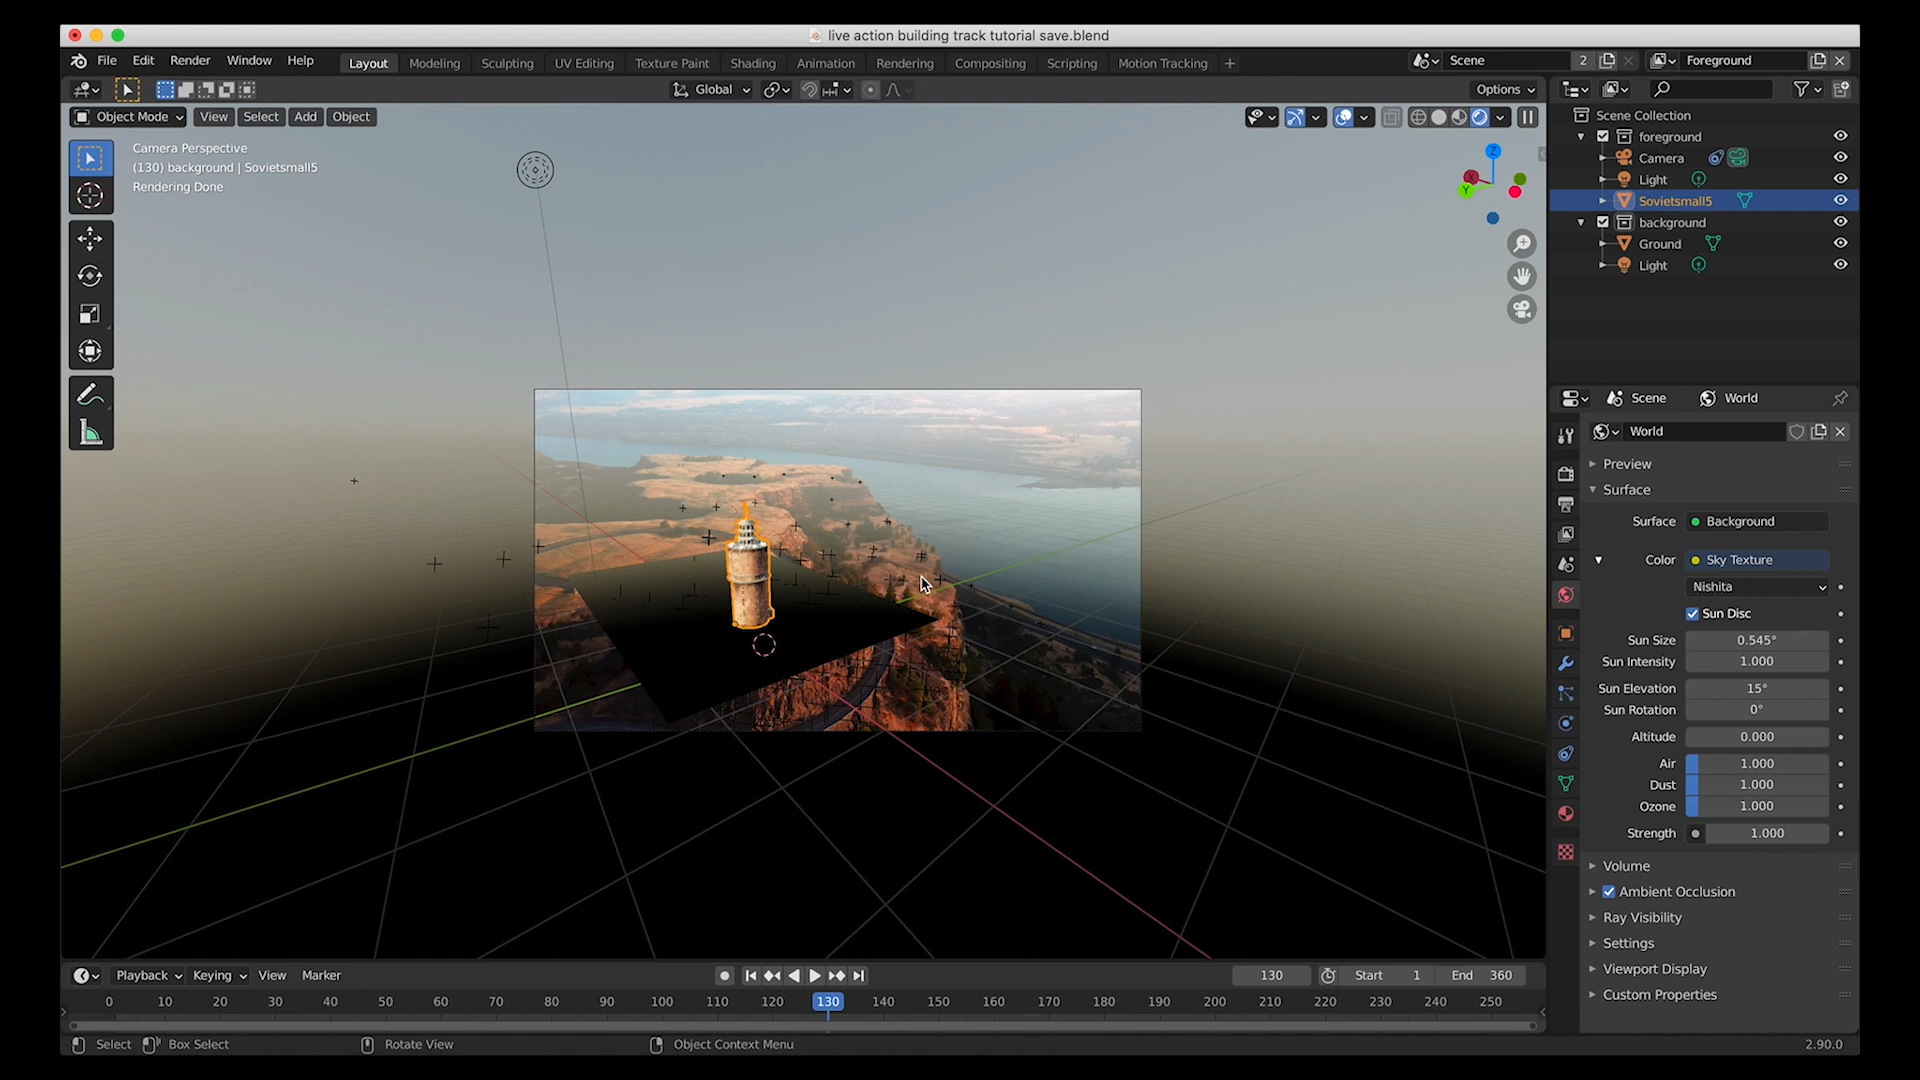 live action building track tutorial save.blend
File Edit Render Window Help Layout Modeling Sculpting UV Editing Texture Paint Shading Animation Rendering Compositing Scripting Motion Tracking + Scene 2 Foreground
Global Options
Object Mode View Select Add Object
Camera Perspective
(130) background | Sovietsmall5
Rendering Done
Z
X
Y
Scene Collection
foreground
Camera
Light
Sovietsmall5
background
Ground
Light
Scene World
World
Preview
Surface
Surface Background
Color Sky Texture
Nishita
Sun Disc
Sun Size 0.545°
Sun Intensity 1.000
Sun Elevation 15°
Sun Rotation 0°
Altitude 0.000
Air 1.000
Dust 1.000
Ozone 1.000
Strength 1.000
Volume
Ambient Occlusion
Ray Visibility
Settings
Viewport Display
Custom Properties
Playback Keying View Marker 130 Start 1 End 360
0 10 20 30 40 50 60 70 80 90 100 110 120 130 140 150 160 170 180 190 200 210 220 230 240 250
Select Box Select Rotate View Object Context Menu 2.90.0